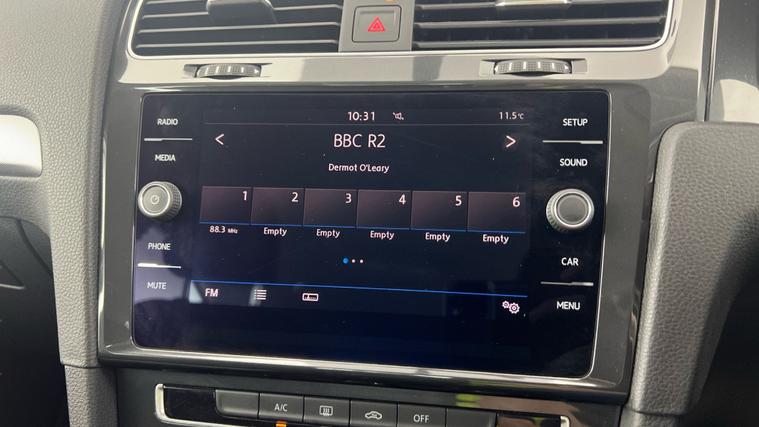 10:31 11.5°C
RADIO SETUP
< BBC R2 >
MEDIA SOUND
Dermot O'Leary
1 2 3 4 5 6
88.3 MHz Empty Empty Empty Empty Empty
PHONE CAR
MUTE FM MENU
A/C OFF